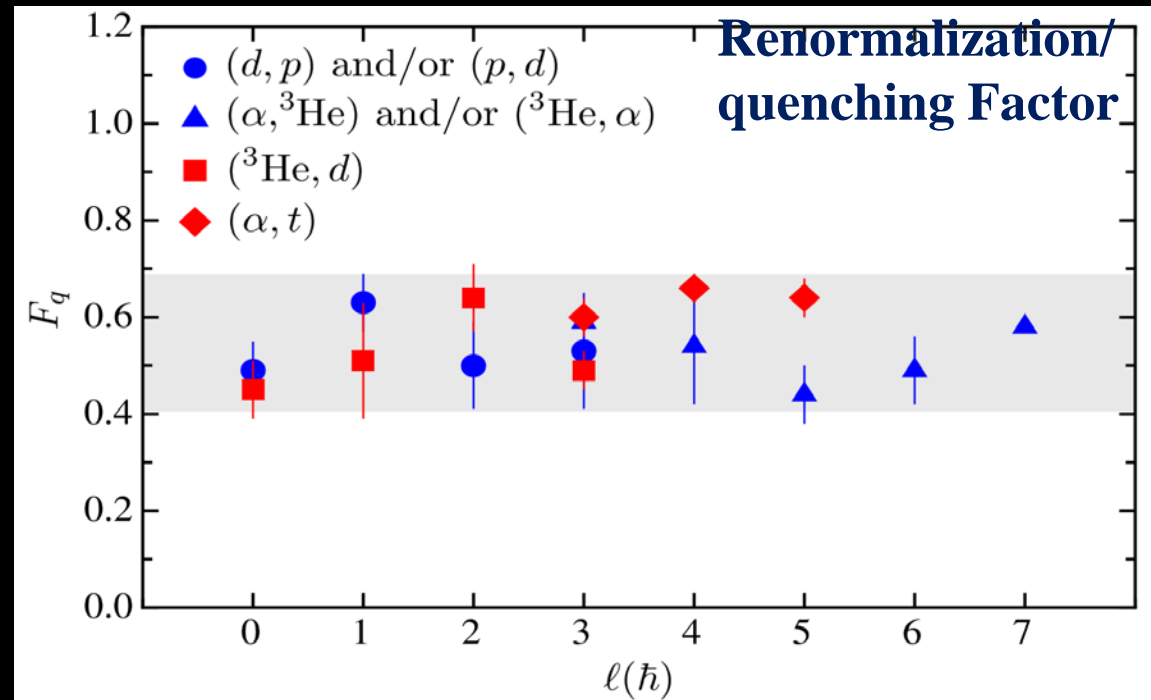 Renormalization/
quenching Factor
(d, p) and/or (p, d)
(α,³He) and/or (³He, α)
(³He, d)
(α, t)
1.2
1.0
0.8
0.6
0.4
0.2
0.0
F_q
0 1 2 3 4 5 6 7
ℓ(ħ)